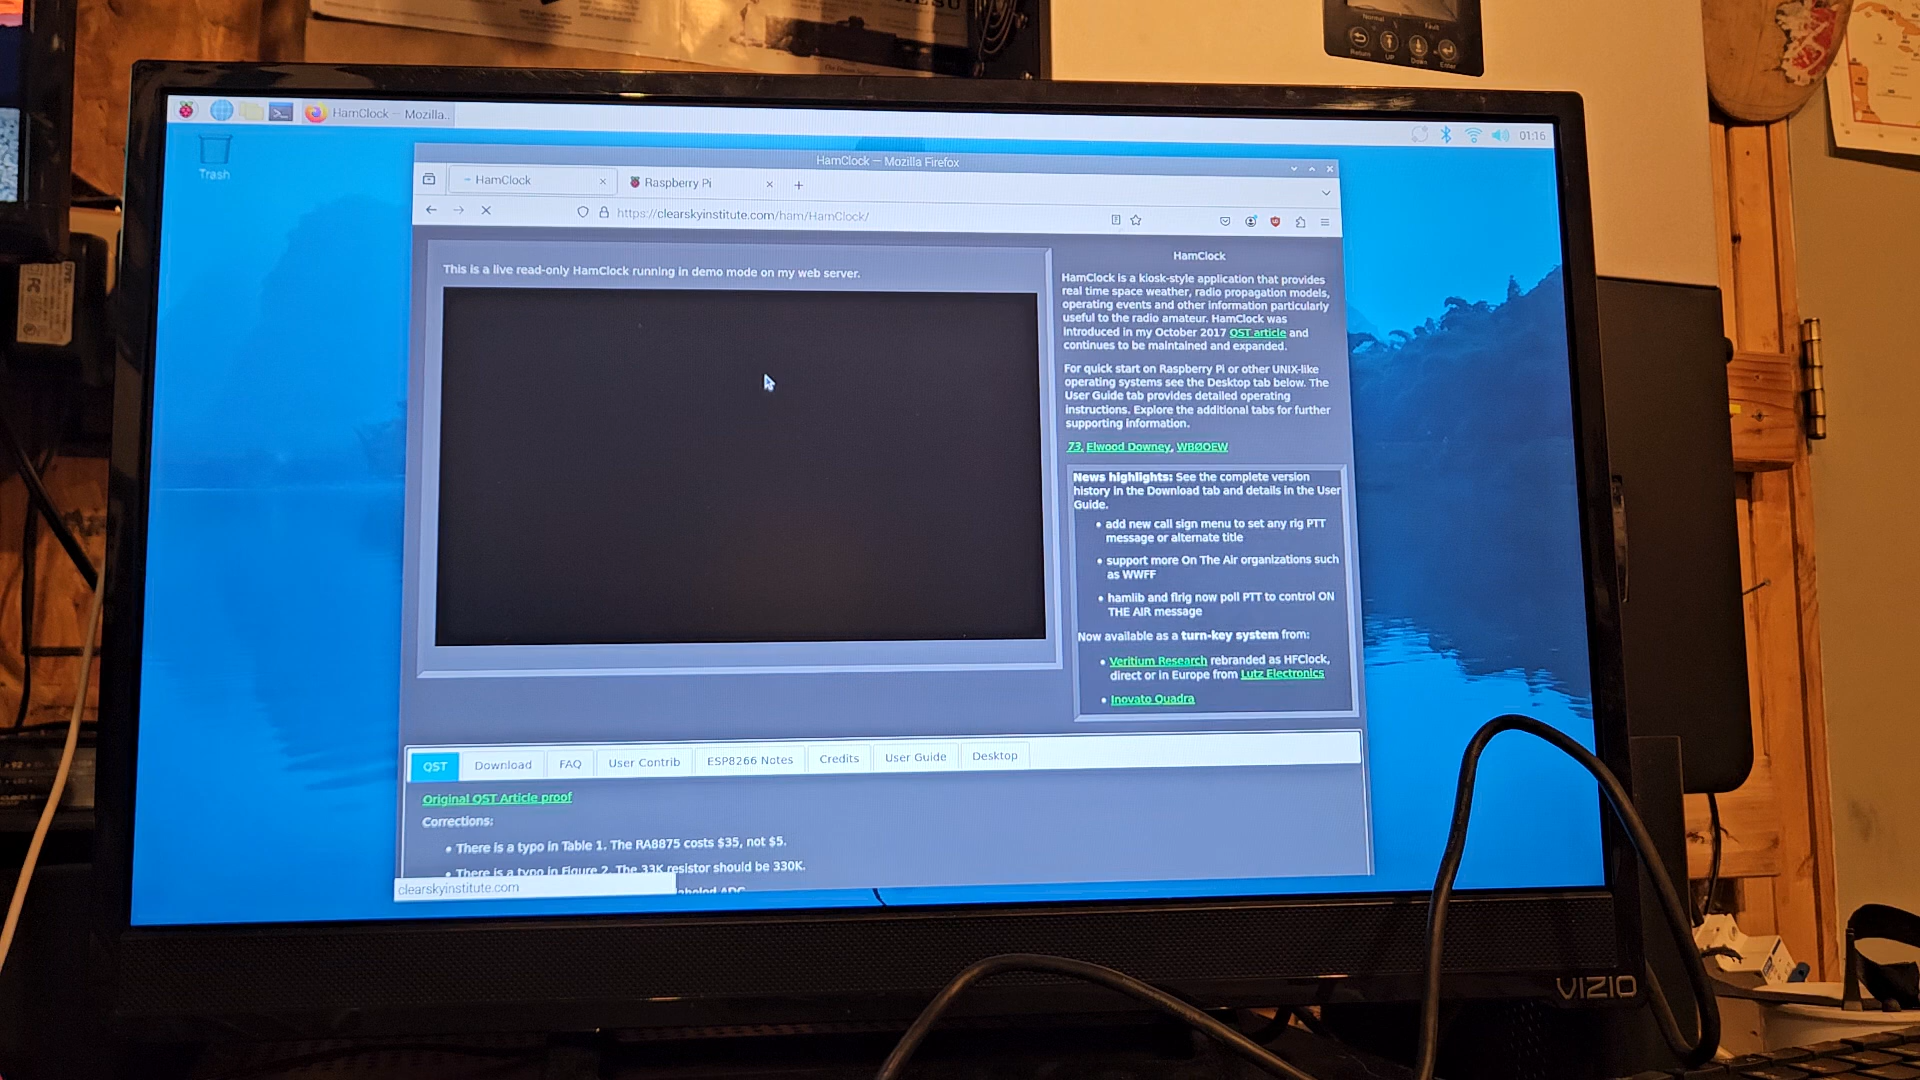 Normal Fault
Return UP Down Enter
HamClock — Mozilla..
01:16
Trash
HamClock — Mozilla Firefox
HamClock
Raspberry Pi
https://clearskyinstitute.com/ham/HamClock/
This is a live read-only HamClock running in demo mode on my web server.
HamClock
HamClock is a kiosk-style application that provides
real time space weather, radio propagation models,
operating events and other information particularly
useful to the radio amateur. HamClock was
introduced in my October 2017 QST article and
continues to be maintained and expanded.
For quick start on Raspberry Pi or other UNIX-like
operating systems see the Desktop tab below. The
User Guide tab provides detailed operating
instructions. Explore the additional tabs for further
supporting information.
73, Elwood Downey, WBØOEW
News highlights: See the complete version
history in the Download tab and details in the User
Guide.
• add new call sign menu to set any rig PTT
message or alternate title
• support more On The Air organizations such
as WWFF
• hamlib and flrig now poll PTT to control ON
THE AIR message
Now available as a turn-key system from:
• Veritium Research rebranded as HFClock,
direct or in Europe from Lutz Electronics
• Inovato Quadra
QST Download FAQ User Contrib ESP8266 Notes Credits User Guide Desktop
Original QST Article proof
Corrections:
• There is a typo in Table 1. The RA8875 costs $35, not $5.
• There is a typo in Figure 2. The 33K resistor should be 330K.
labeled ADC
clearskyinstitute.com
VIZIO